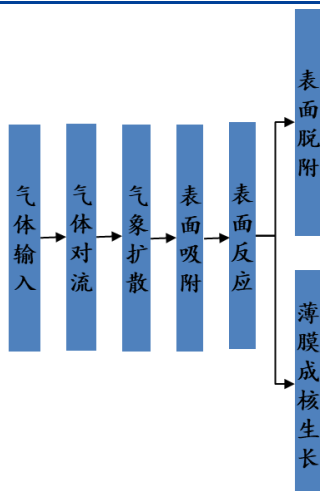 气体输入
气体对流
气象扩散
表面吸附
表面反应
表面脱附
薄膜成核生长